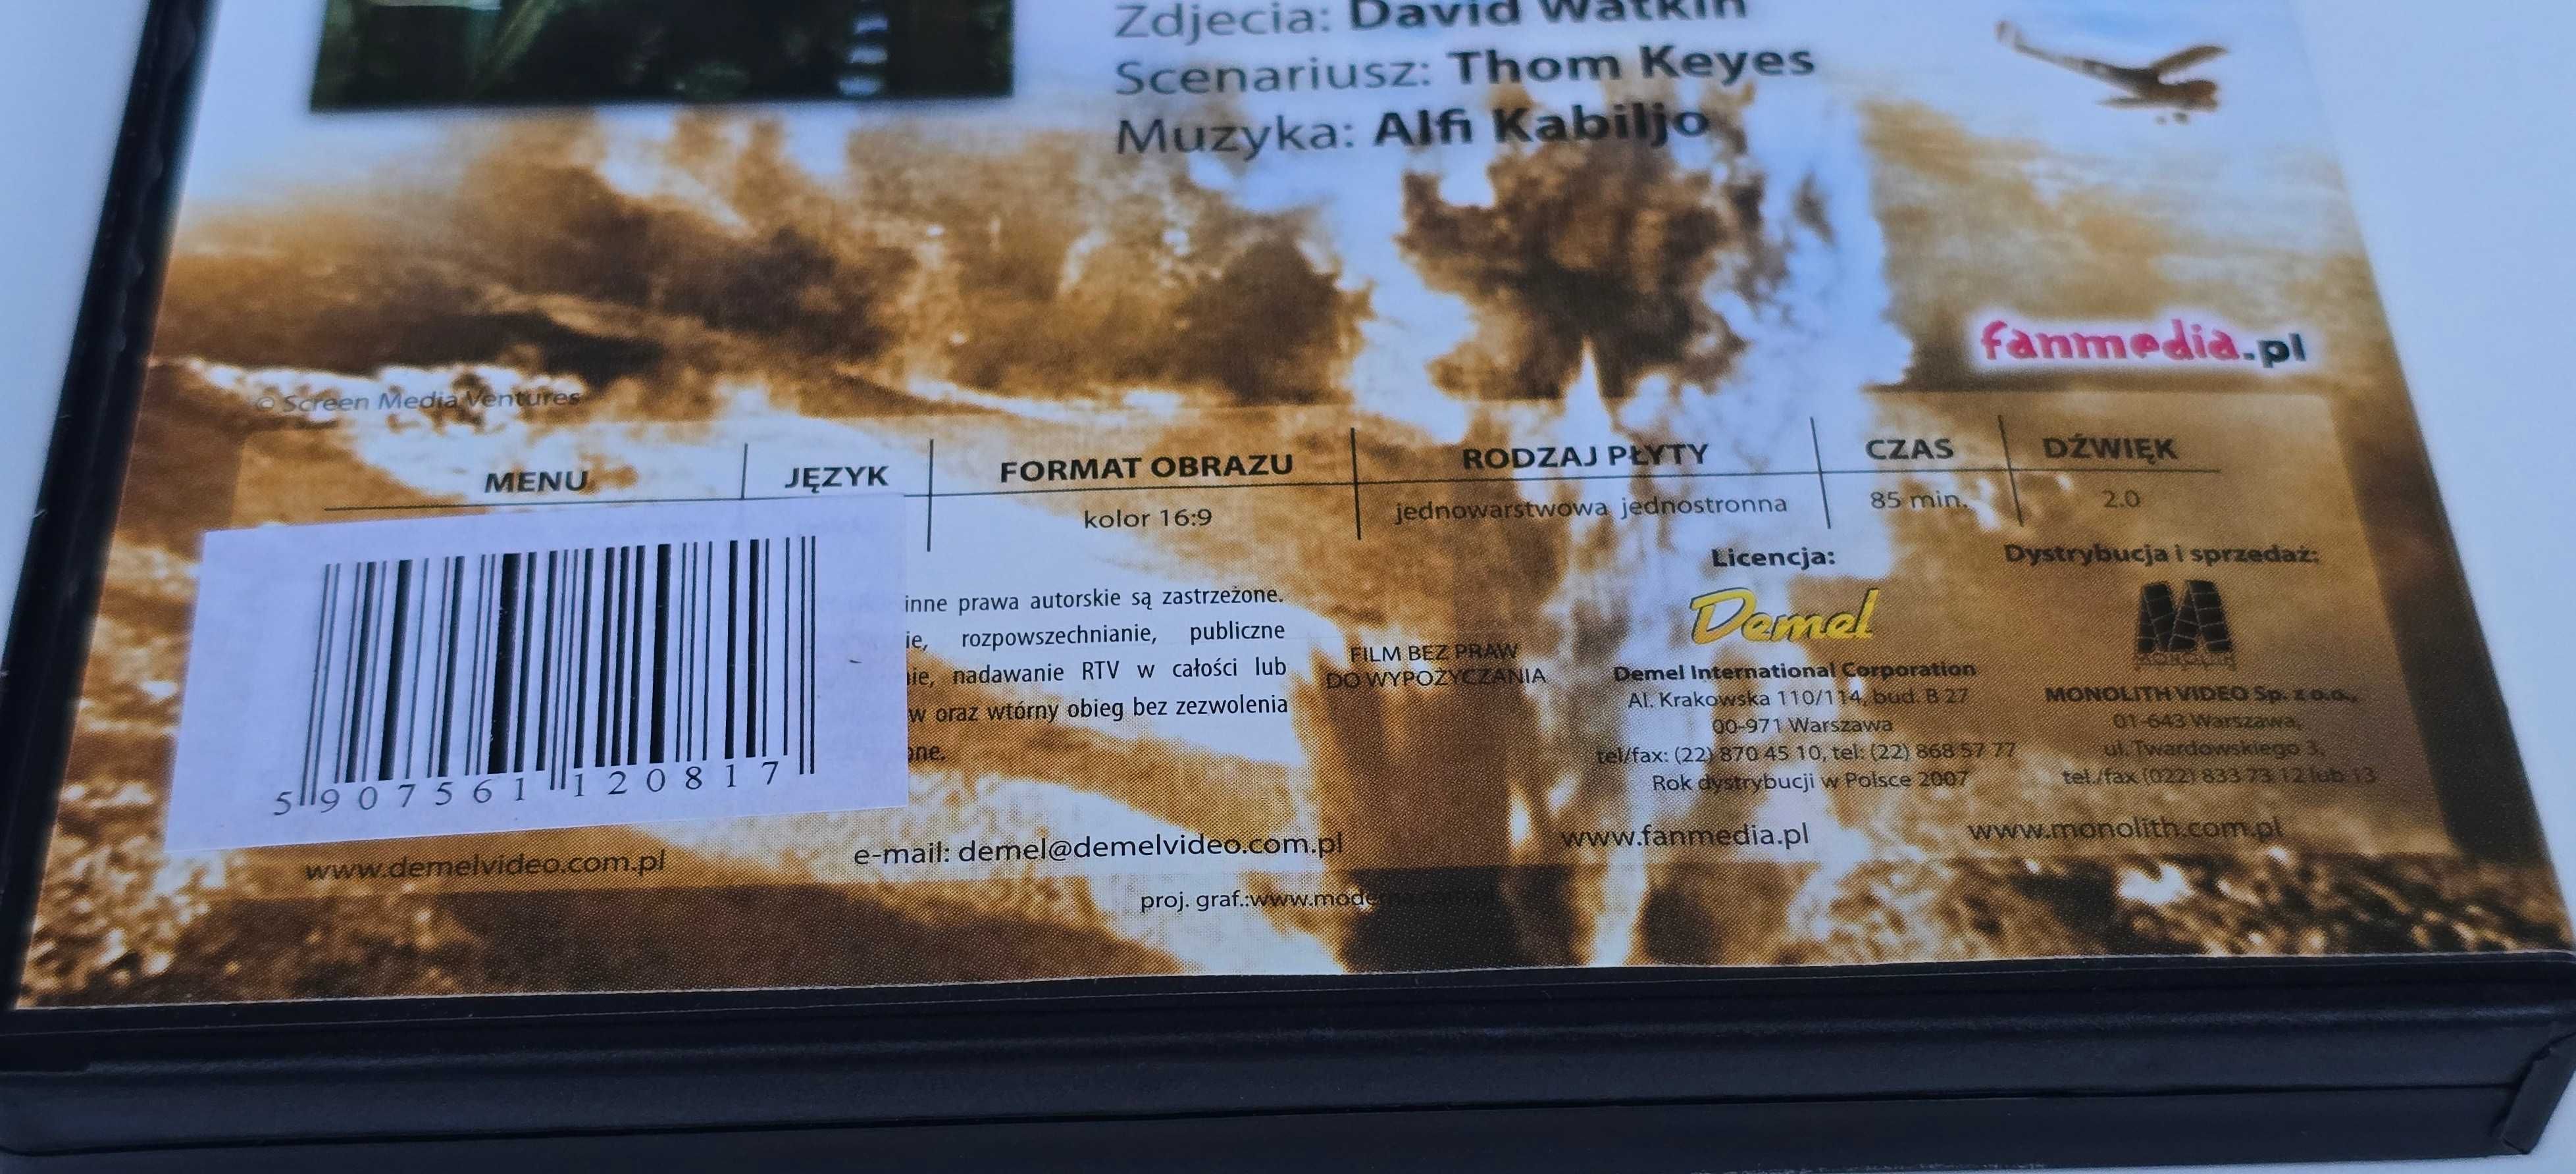 Zdjecia: David Watkin
Scenariusz: Thom Keyes
Muzyka: Alfi Kabiljo
fanmedia.pl
© Screen Media Ventures
MENU JĘZYK FORMAT OBRAZU RODZAJ PŁYTY CZAS DŹWIĘK
kolor 16:9 jednowarstwowa jednostronna 85 min. 2.0
inne prawa autorskie są zastrzeżone.
ie, rozpowszechnianie, publiczne
ie, nadawanie RTV w całości lub
w oraz wtórny obieg bez zezwolenia
one.
5 907561 120817
FILM BEZ PRAW
DO WYPOŻYCZANIA
Licencja:
Demel
Demel International Corporation
Al. Krakowska 110/114, bud. B 27
00-971 Warszawa
tel/fax: (22) 870 45 10, tel: (22) 868 57 77
Rok dystrybucji w Polsce 2007
Dystrybucja i sprzedaż:
MONOLITH
MONOLITH VIDEO Sp. z o.o.,
01-643 Warszawa,
ul. Twardowskiego 3,
tel./fax (022) 833 73 12 lub 13
www.demelvideo.com.pl e-mail: demel@demelvideo.com.pl www.fanmedia.pl www.monolith.com.pl
proj. graf.: